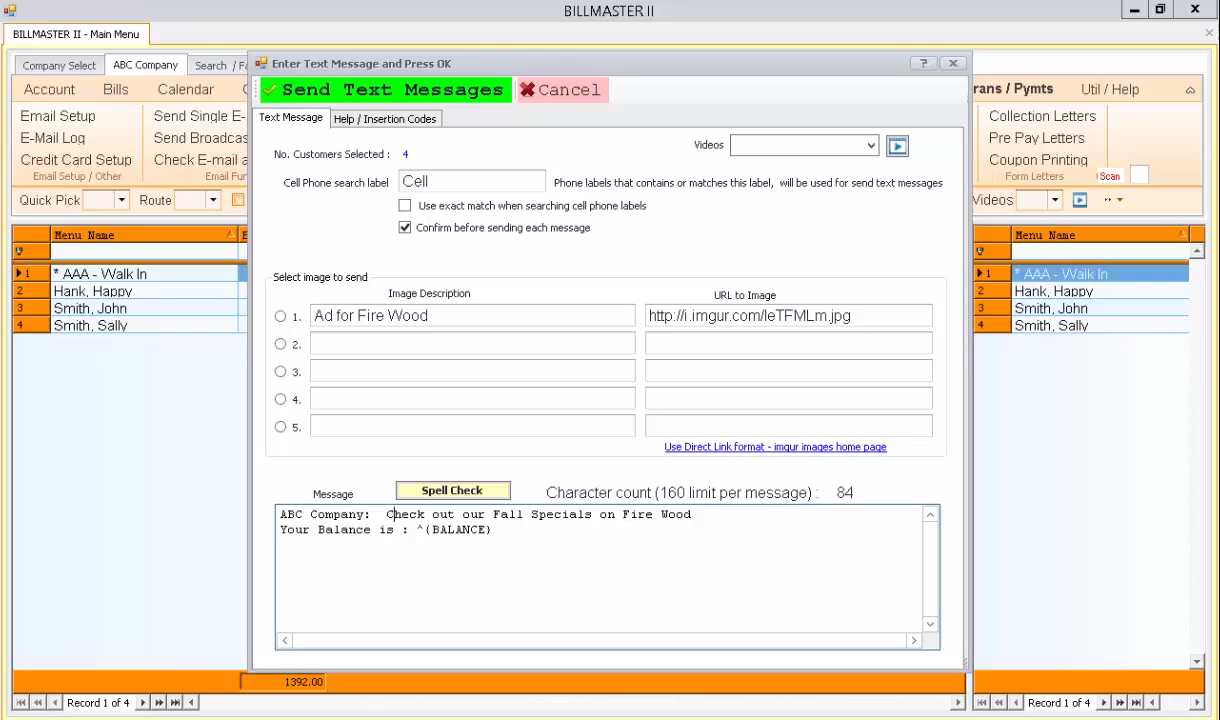 BILLMASTER II
BILLMASTER II - Main Menu
Company Select
ABC Company
Search / Fa
Account
Bills
Calendar
rans / Pymts
Util / Help
Email Setup
Send Single E-
E-Mail Log
Send Broadcas
Credit Card Setup
Check E-mail a
Email Setup / Other
Email Fun
Collection Letters
Pre Pay Letters
Coupon Printing
Form Letters
Scan
Quick Pick
Route
Videos
Menu Name
1 * AAA - Walk In
2 Hank, Happy
3 Smith, John
4 Smith, Sally
1392.00
Record 1 of 4
Enter Text Message and Press OK
Send Text Messages
Cancel
Text Message
Help / Insertion Codes
No. Customers Selected : 4
Videos
Cell Phone search label
Cell
Phone labels that contains or matches this label, will be used for send text messages
Use exact match when searching cell phone labels
Confirm before sending each message
Select image to send
Image Description
URL to Image
1. Ad for Fire Wood
http://i.imgur.com/leTFMLm.jpg
2.
3.
4.
5.
Use Direct Link format - imgur images home page
Message
Spell Check
Character count (160 limit per message) : 84
ABC Company: Check out our Fall Specials on Fire Wood
Your Balance is : ^(BALANCE)
Menu Name
1 * AAA - Walk In
2 Hank, Happy
3 Smith, John
4 Smith, Sally
Record 1 of 4